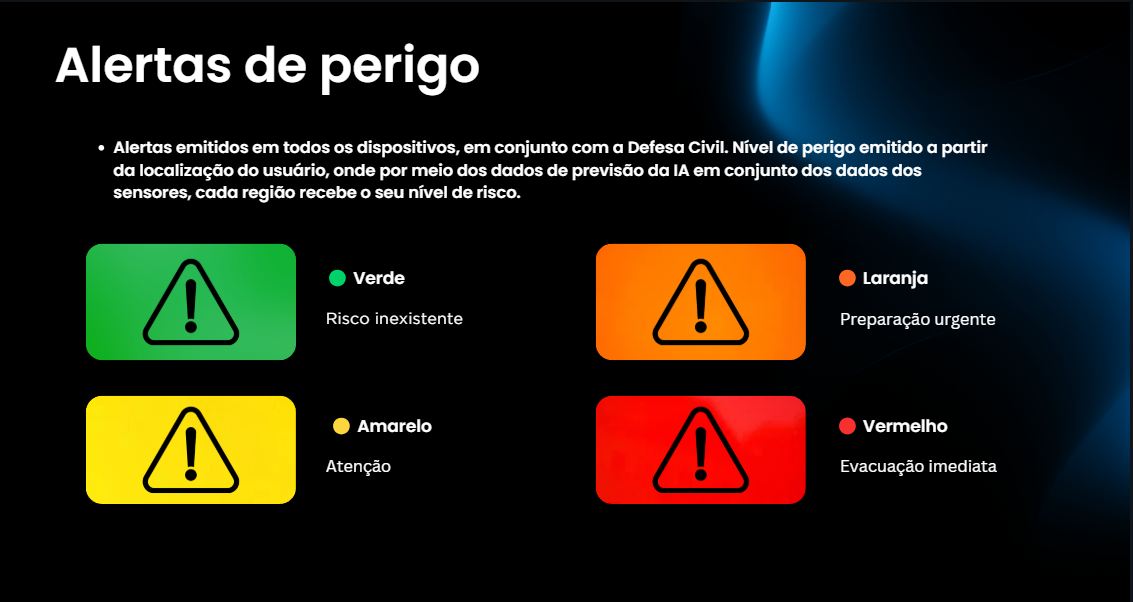 Alertas de perigo
• Alertas emitidos em todos os dispositivos, em conjunto com a Defesa Civil. Nível de perigo emitido a partir
da localização do usuário, onde por meio dos dados de previsão da IA em conjunto dos dados dos
sensores, cada região recebe o seu nível de risco.
Verde
Risco inexistente
Laranja
Preparação urgente
Amarelo
Atenção
Vermelho
Evacuação imediata